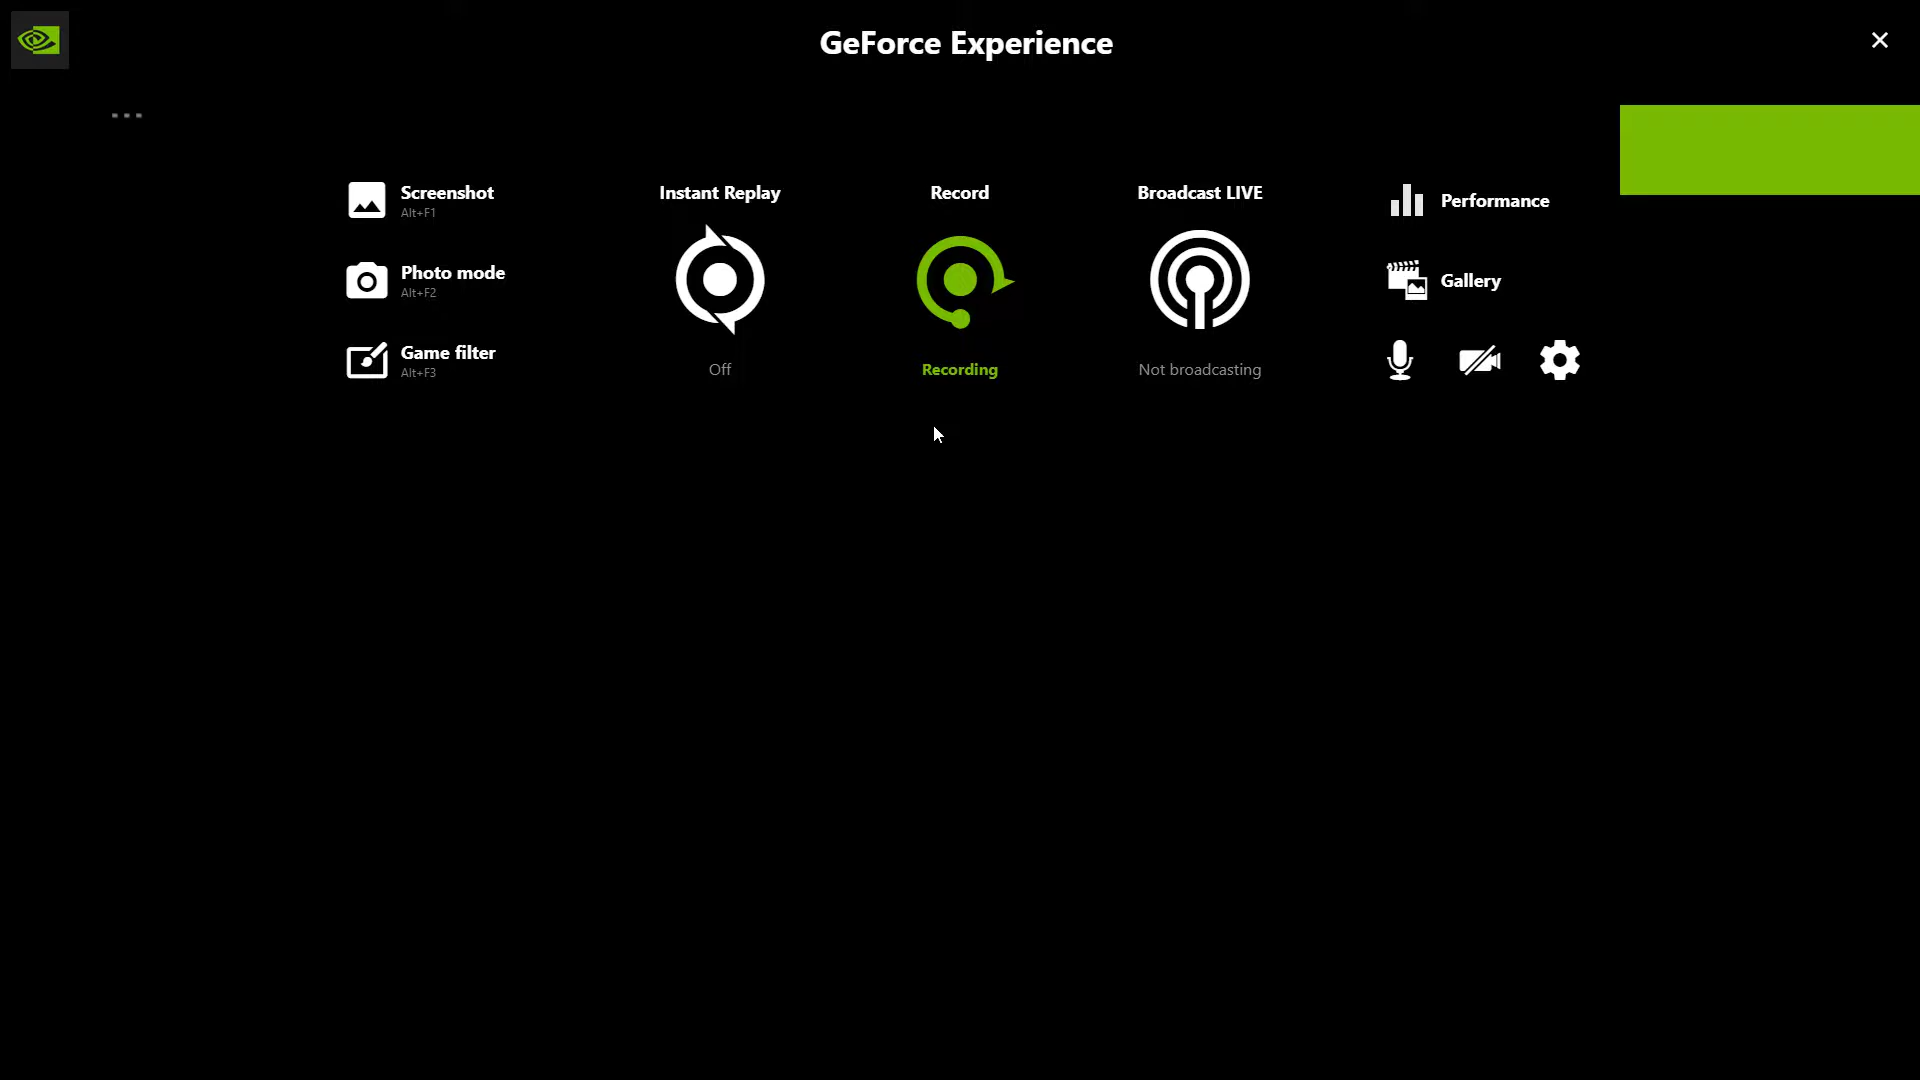 GeForce Experience
Screenshot
Alt+F1
Photo mode
Alt+F2
Game filter
Alt+F3
Instant Replay
Off
Record
Recording
Broadcast LIVE
Not broadcasting
Performance
Gallery